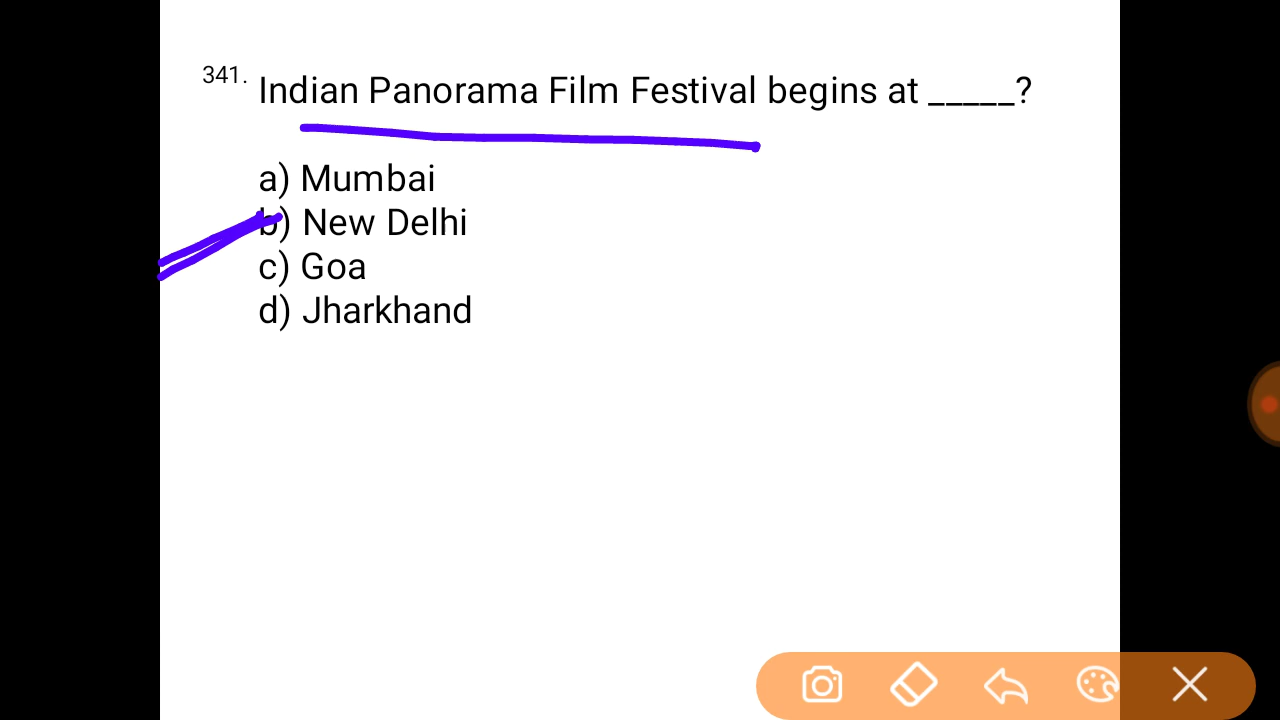 341. Indian Panorama Film Festival begins at _____?
a) Mumbai
b) New Delhi
c) Goa
d) Jharkhand